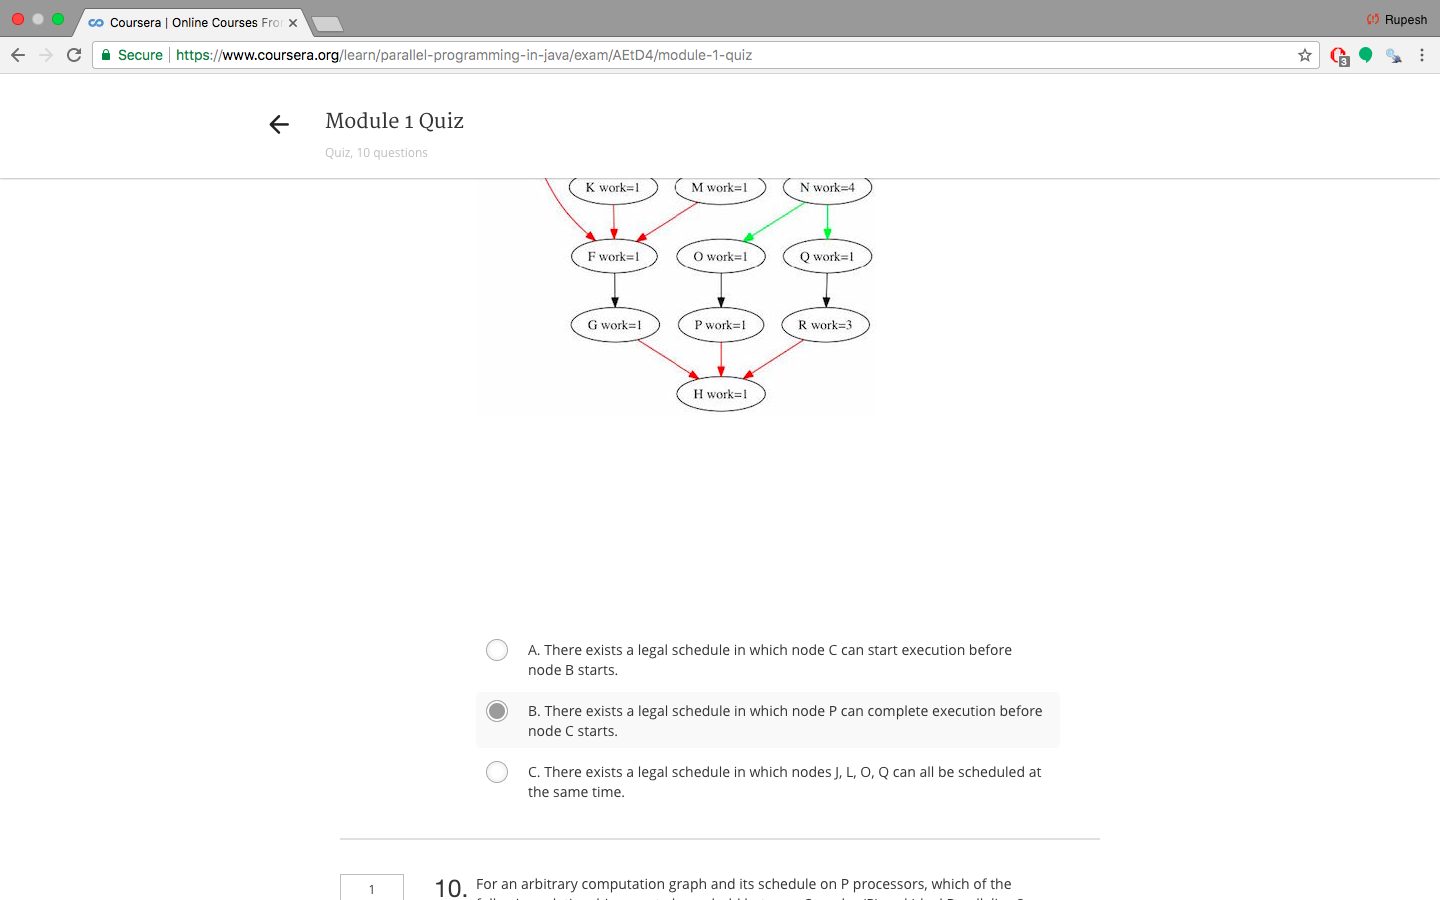 Coursera | Online Courses Fro
Rupesh
Secure https://www.coursera.org/learn/parallel-programming-in-java/exam/AEtD4/module-1-quiz
3
Module 1 Quiz
Quiz, 10 questions
K work=1 M work=1 N work=4
F work=1 O work=1 Q work=1
G work=1 P work=1 R work=3
H work=1
A. There exists a legal schedule in which node C can start execution before
node B starts.
B. There exists a legal schedule in which node P can complete execution before
node C starts.
C. There exists a legal schedule in which nodes J, L, O, Q can all be scheduled at
the same time.
1
10. For an arbitrary computation graph and its schedule on P processors, which of the